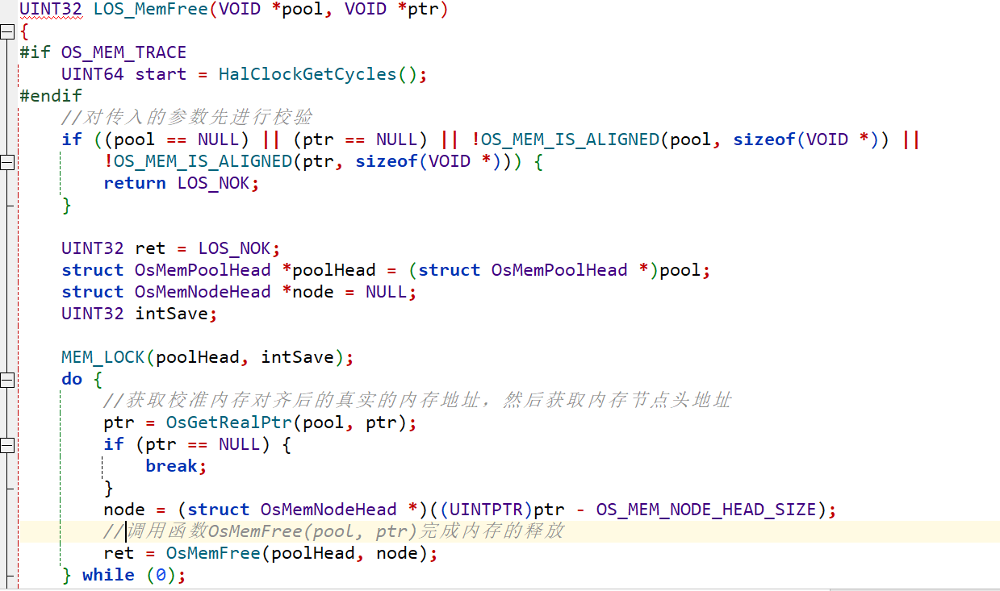 UINT32 LOS_MemFree(VOID *pool, VOID *ptr)
{
#if OS_MEM_TRACE
    UINT64 start = HalClockGetCycles();
#endif
    //对传入的参数先进行校验
    if ((pool == NULL) || (ptr == NULL) || !OS_MEM_IS_ALIGNED(pool, sizeof(VOID *)) ||
        !OS_MEM_IS_ALIGNED(ptr, sizeof(VOID *))) {
        return LOS_NOK;
    }

    UINT32 ret = LOS_NOK;
    struct OsMemPoolHead *poolHead = (struct OsMemPoolHead *)pool;
    struct OsMemNodeHead *node = NULL;
    UINT32 intSave;

    MEM_LOCK(poolHead, intSave);
    do {
        //获取校准内存对齐后的真实的内存地址，然后获取内存节点头地址
        ptr = OsGetRealPtr(pool, ptr);
        if (ptr == NULL) {
            break;
        }
        node = (struct OsMemNodeHead *)((UINTPTR)ptr - OS_MEM_NODE_HEAD_SIZE);
        //调用函数OsMemFree(pool, ptr)完成内存的释放
        ret = OsMemFree(poolHead, node);
    } while (0);